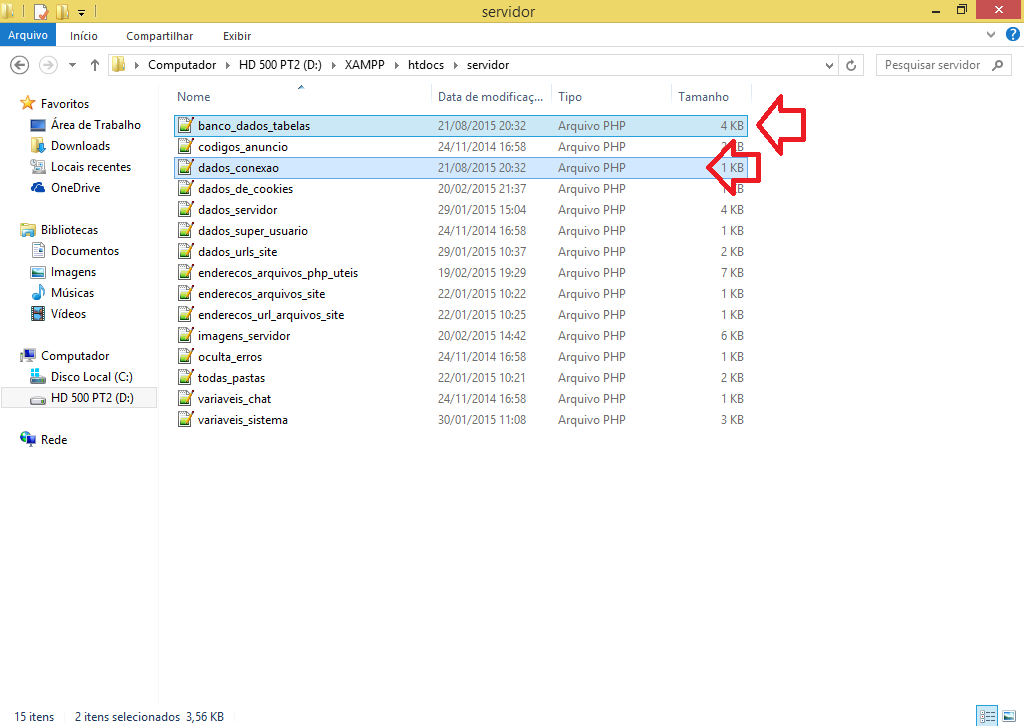 servidor
Arquivo Início Compartilhar Exibir
Computador HD 500 PT2 (D:) XAMPP htdocs servidor Pesquisar servidor
Nome Data de modificaç... Tipo Tamanho
Favoritos
Área de Trabalho
Downloads
Locais recentes
OneDrive
Bibliotecas
Documentos
Imagens
Músicas
Vídeos
Computador
Disco Local (C:)
HD 500 PT2 (D:)
Rede
banco_dados_tabelas 21/08/2015 20:32 Arquivo PHP 4 KB
codigos_anuncio 24/11/2014 16:58 Arquivo PHP
dados_conexao 21/08/2015 20:32 Arquivo PHP 1 KB
dados_de_cookies 20/02/2015 21:37 Arquivo PHP KB
dados_servidor 29/01/2015 15:04 Arquivo PHP 4 KB
dados_super_usuario 24/11/2014 16:58 Arquivo PHP 1 KB
dados_urls_site 29/01/2015 10:37 Arquivo PHP 2 KB
enderecos_arquivos_php_uteis 19/02/2015 19:29 Arquivo PHP 7 KB
enderecos_arquivos_site 22/01/2015 10:22 Arquivo PHP 1 KB
enderecos_url_arquivos_site 22/01/2015 10:25 Arquivo PHP 1 KB
imagens_servidor 20/02/2015 14:42 Arquivo PHP 6 KB
oculta_erros 24/11/2014 16:58 Arquivo PHP 1 KB
todas_pastas 22/01/2015 10:21 Arquivo PHP 2 KB
variaveis_chat 24/11/2014 16:58 Arquivo PHP 1 KB
variaveis_sistema 30/01/2015 11:08 Arquivo PHP 3 KB
15 itens 2 itens selecionados 3,56 KB